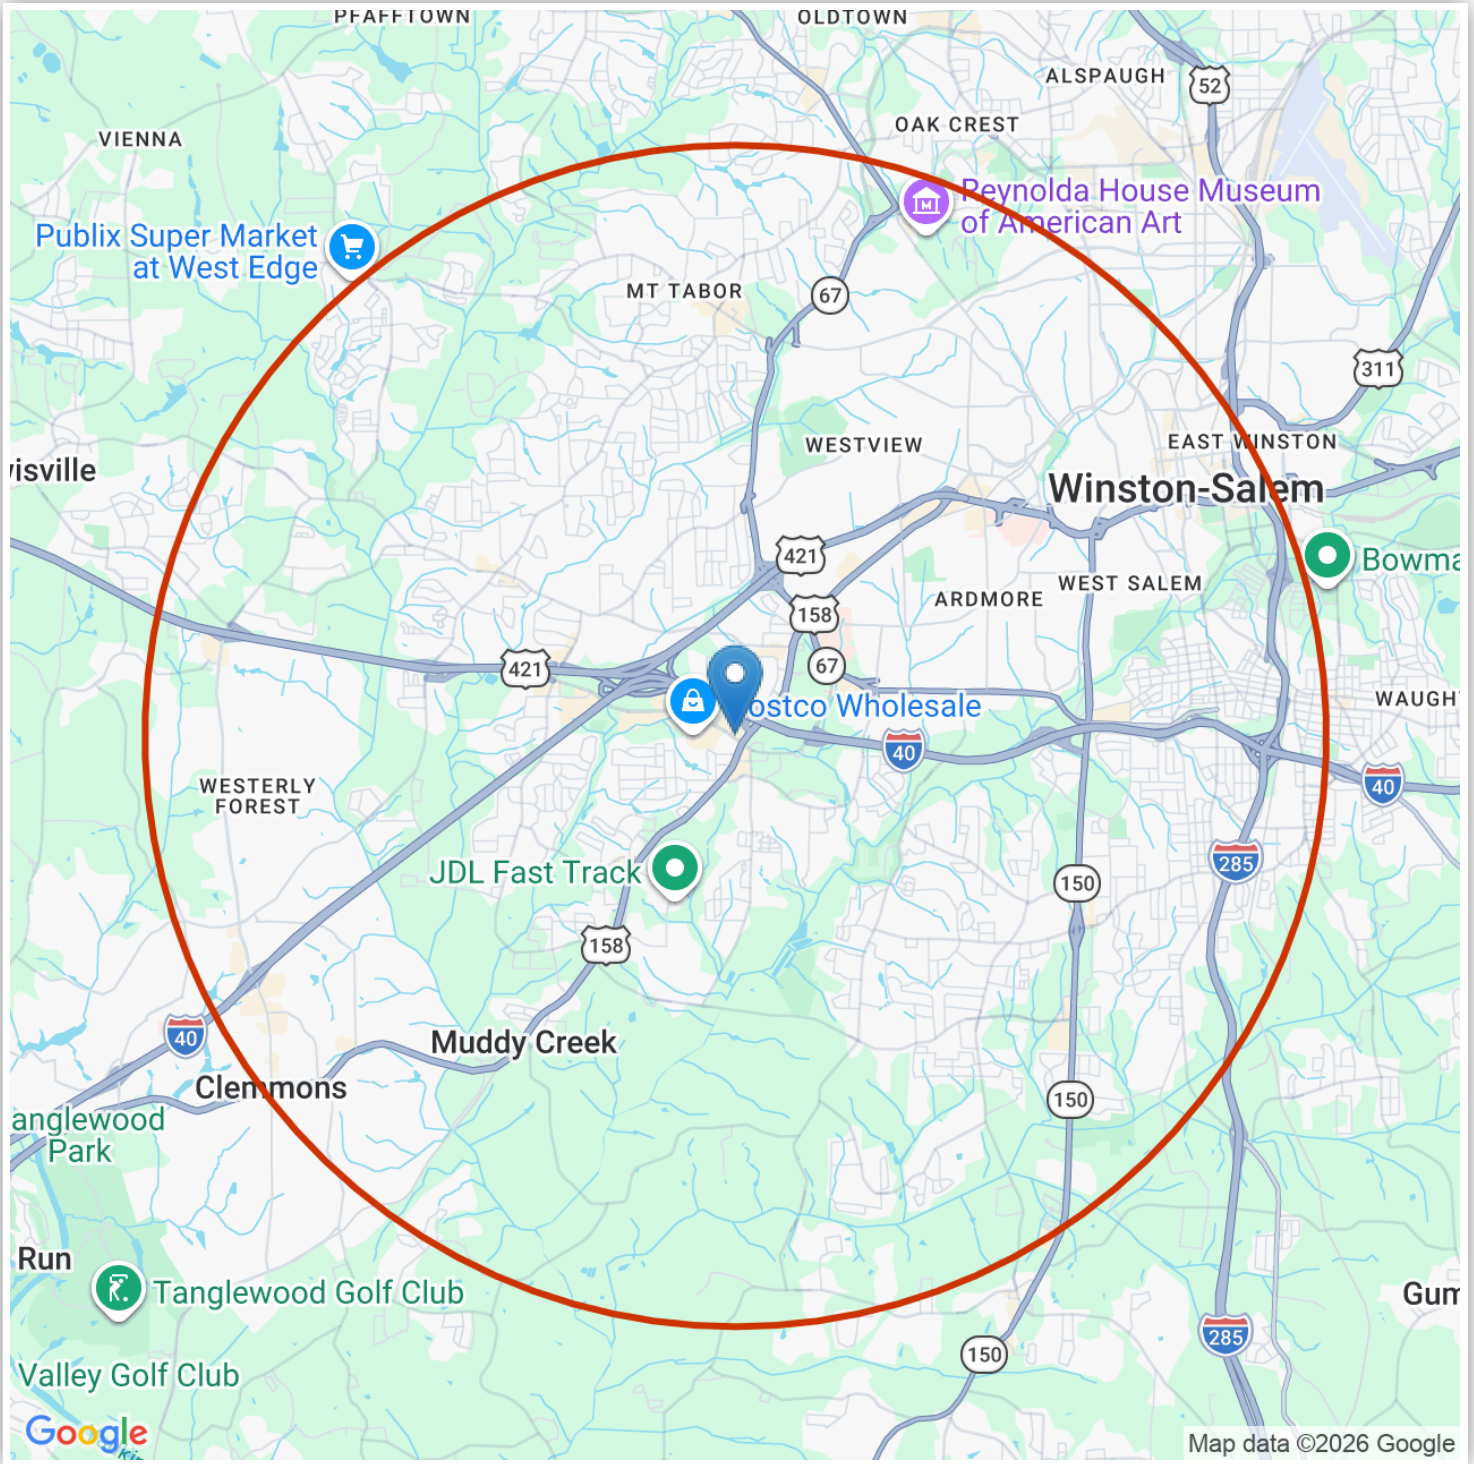 PFAFFTOWN
OLDTOWN
ALSPAUGH
52
OAK CREST
VIENNA
Reynolda House Museum
of American Art
Publix Super Market
at West Edge
MT TABOR
67
311
WESTVIEW
EAST WINSTON
visville
Winston-Salem
421
Bowma
WEST SALEM
ARDMORE
158
421
67
WAUGH
ostco Wholesale
40
40
WESTERLY
FOREST
285
JDL Fast Track
150
158
40
Muddy Creek
Clemmons
150
anglewood
Park
Run
Tanglewood Golf Club
Gum
285
150
Valley Golf Club
Google
Map data ©2026 Google